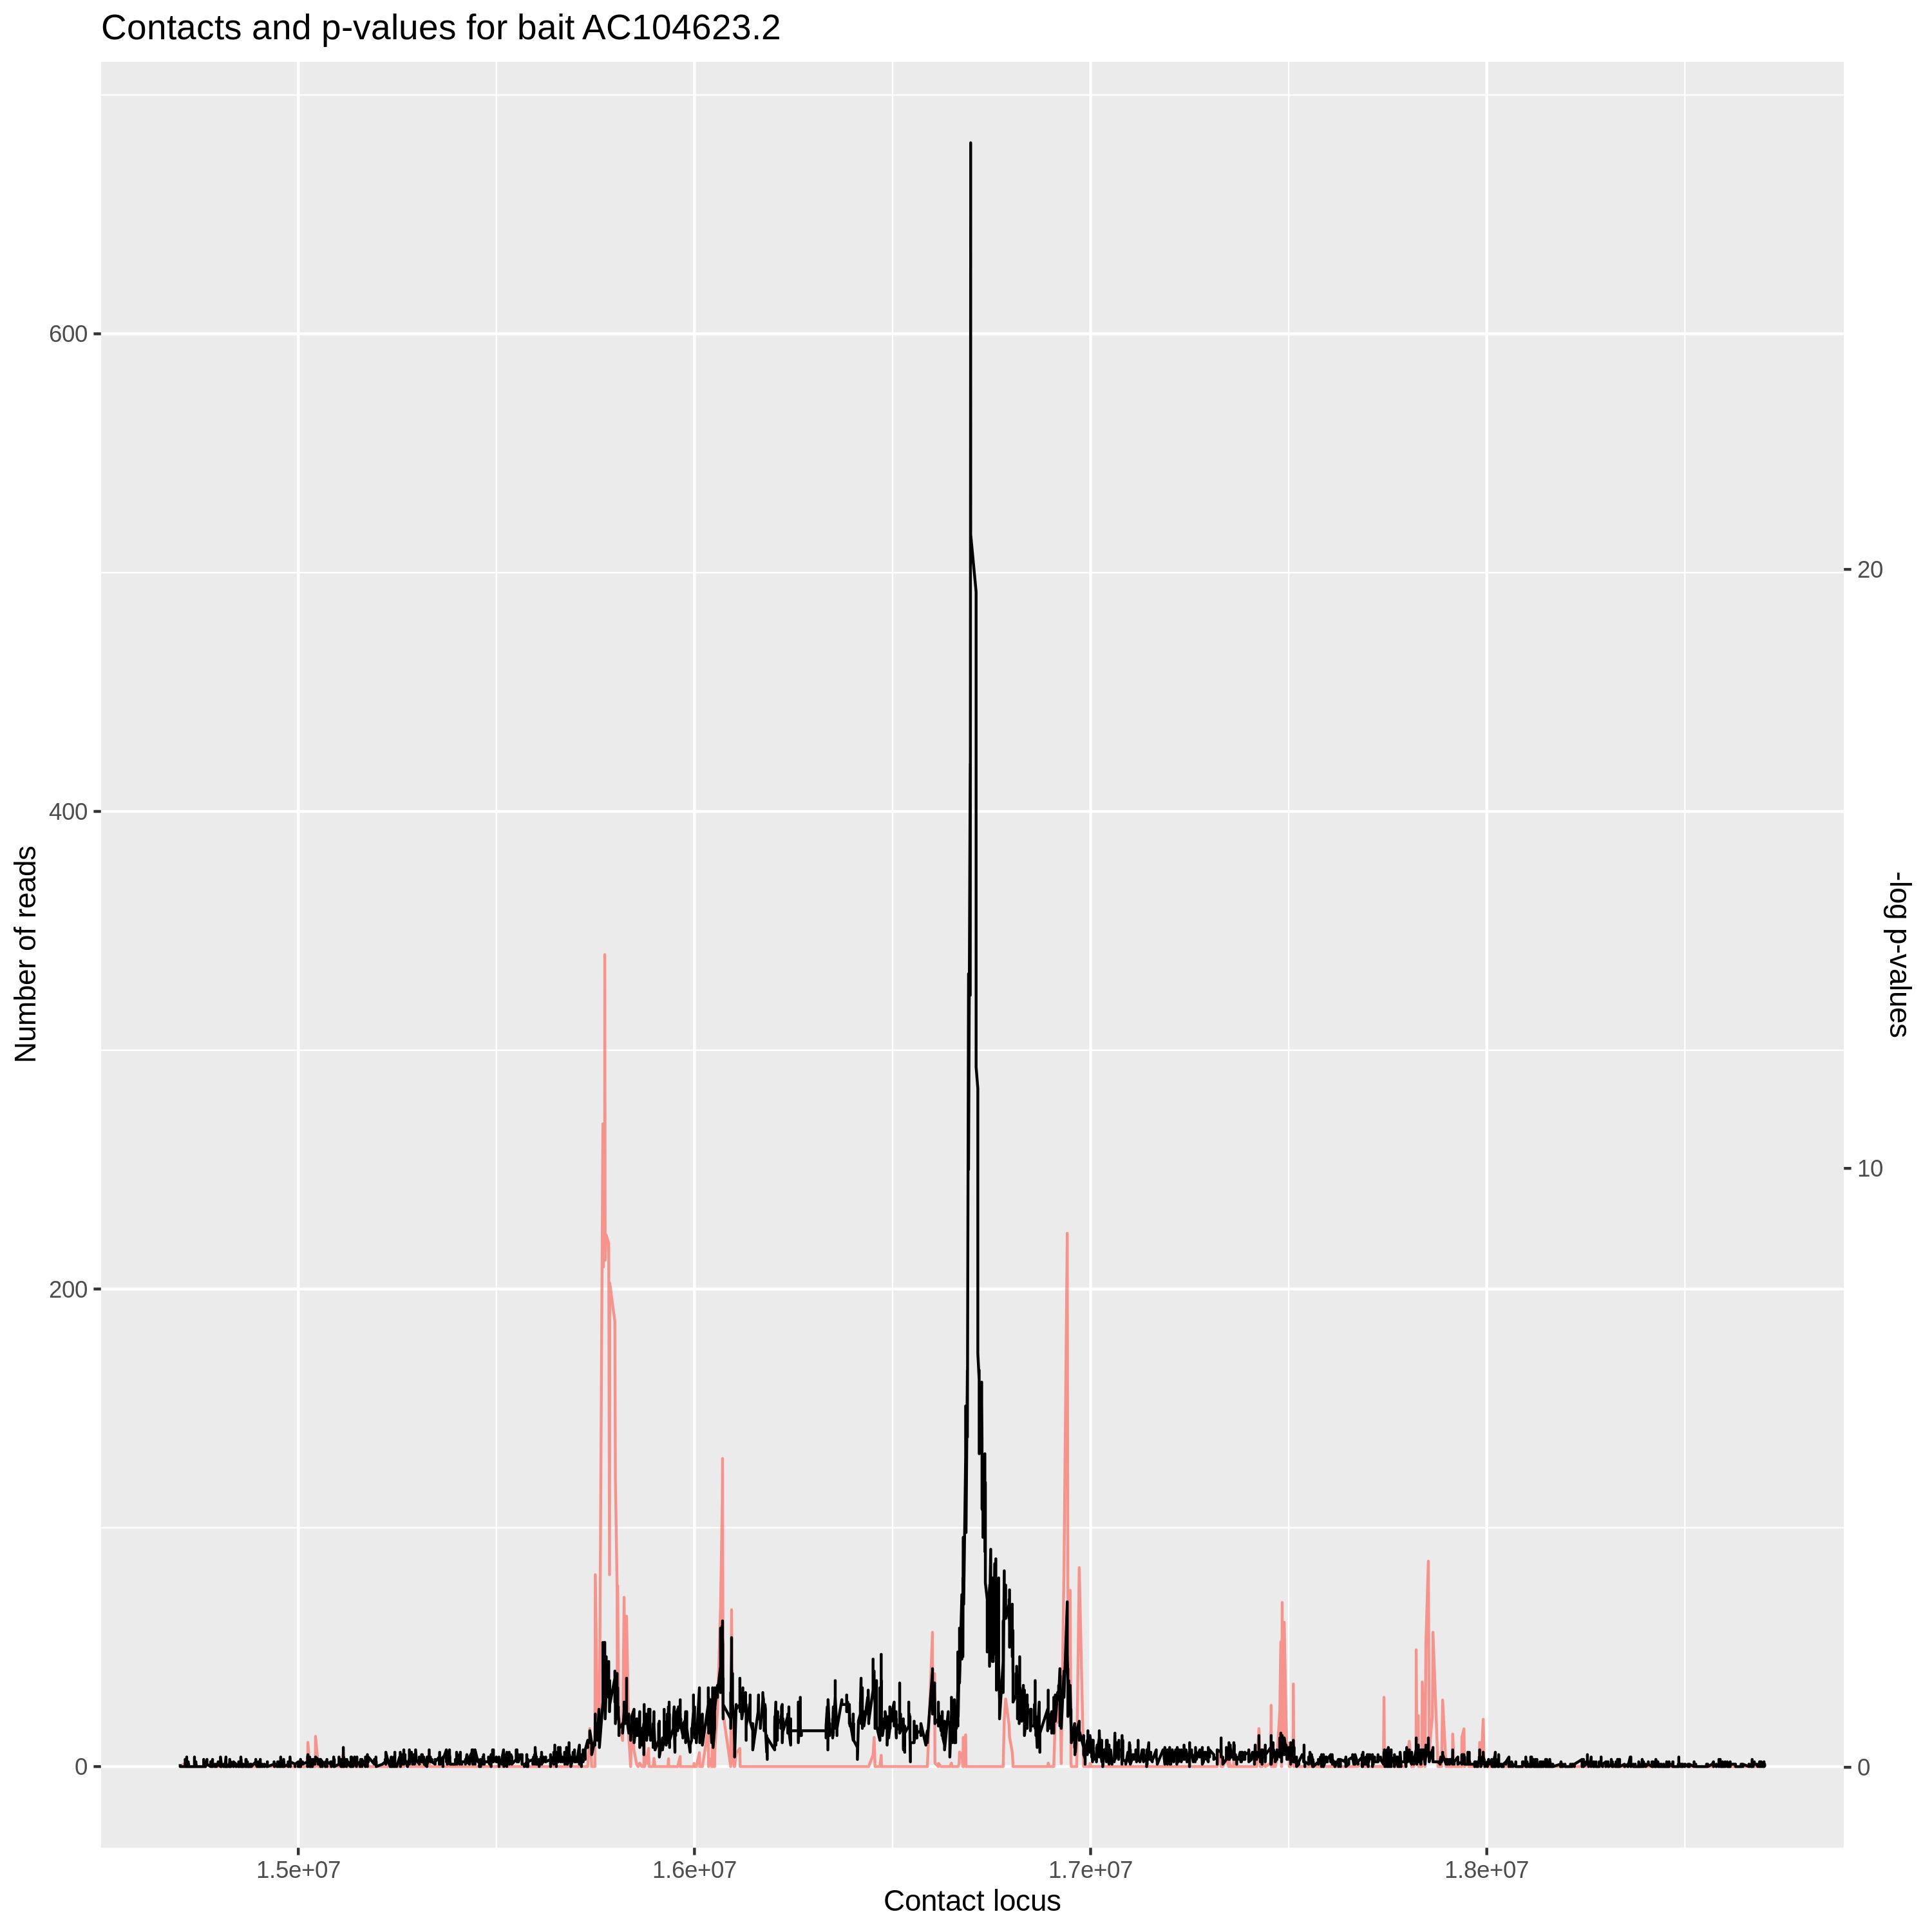 Contacts and p-values for bait AC104623.2
Number of reads
600
400
200
0
20
10
0
-log p-values
1.5e+07
1.6e+07
1.7e+07
1.8e+07
Contact locus